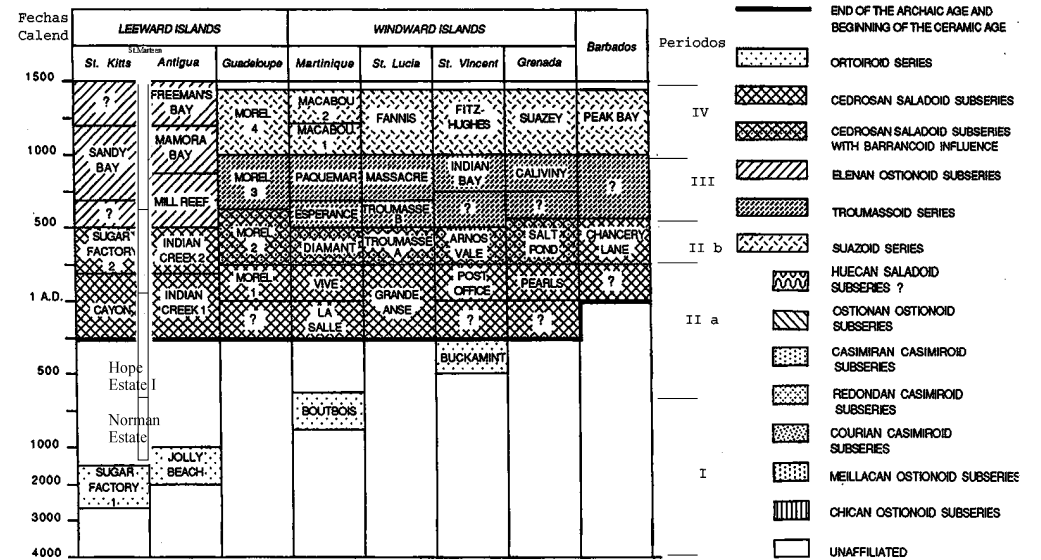 Fechas
Calend
LEEWARD ISLANDS
WINDWARD ISLANDS
Barbados
Periodos
St. Kitts
St. Marteen
Antigua
Guadeloupe
Martinique
St. Lucia
St. Vincent
Grenada
1500
1000
500
1 A.D.
500
1000
2000
3000
4000
?
SANDY
BAY
?
SUGAR
FACTORY
2
CAYON
Hope
Estate I
Norman
Estate
SUGAR
FACTORY
1
FREEMAN'S
BAY
MAMORA
BAY
MILL REEF
INDIAN
CREEK 2
INDIAN
CREEK 1
JOLLY
BEACH
MOREL
4
MOREL
3
MOREL
2
MOREL
1
?
MACABOU
2
MACABOU
1
PAQUEMAR
ESPERANCE
DIAMANT
VIVE
LA
SALLE
BOUTBOIS
FANNIS
MASSACRE
TROUMASSE
B
TROUMASSE
A
GRANDE
ANSE
FITZ-
HUGHES
INDIAN
BAY
?
ARNOS
VALE
POST
OFFICE
?
BUCKAMINT
SUAZEY
CALIVINY
?
SALT
POND
PEARLS
?
PEAK BAY
?
CHANCERY
LANE
?
IV
III
II b
II a
I
END OF THE ARCHAIC AGE AND
BEGINNING OF THE CERAMIC AGE
ORTOIROID SERIES
CEDROSAN SALADOID SUBSERIES
CEDROSAN SALADOID SUBSERIES
WITH BARRANCOID INFLUENCE
ELENAN OSTIONOID SUBSERIES
TROUMASSOID SERIES
SUAZOID SERIES
HUECAN SALADOID
SUBSERIES ?
OSTIONAN OSTIONOID
SUBSERIES
CASIMIRAN CASIMIROID
SUBSERIES
REDONDAN CASIMIROID
SUBSERIES
COURIAN CASIMIROID
SUBSERIES
MEILLACAN OSTIONOID SUBSERIES
CHICAN OSTIONOID SUBSERIES
UNAFFILIATED